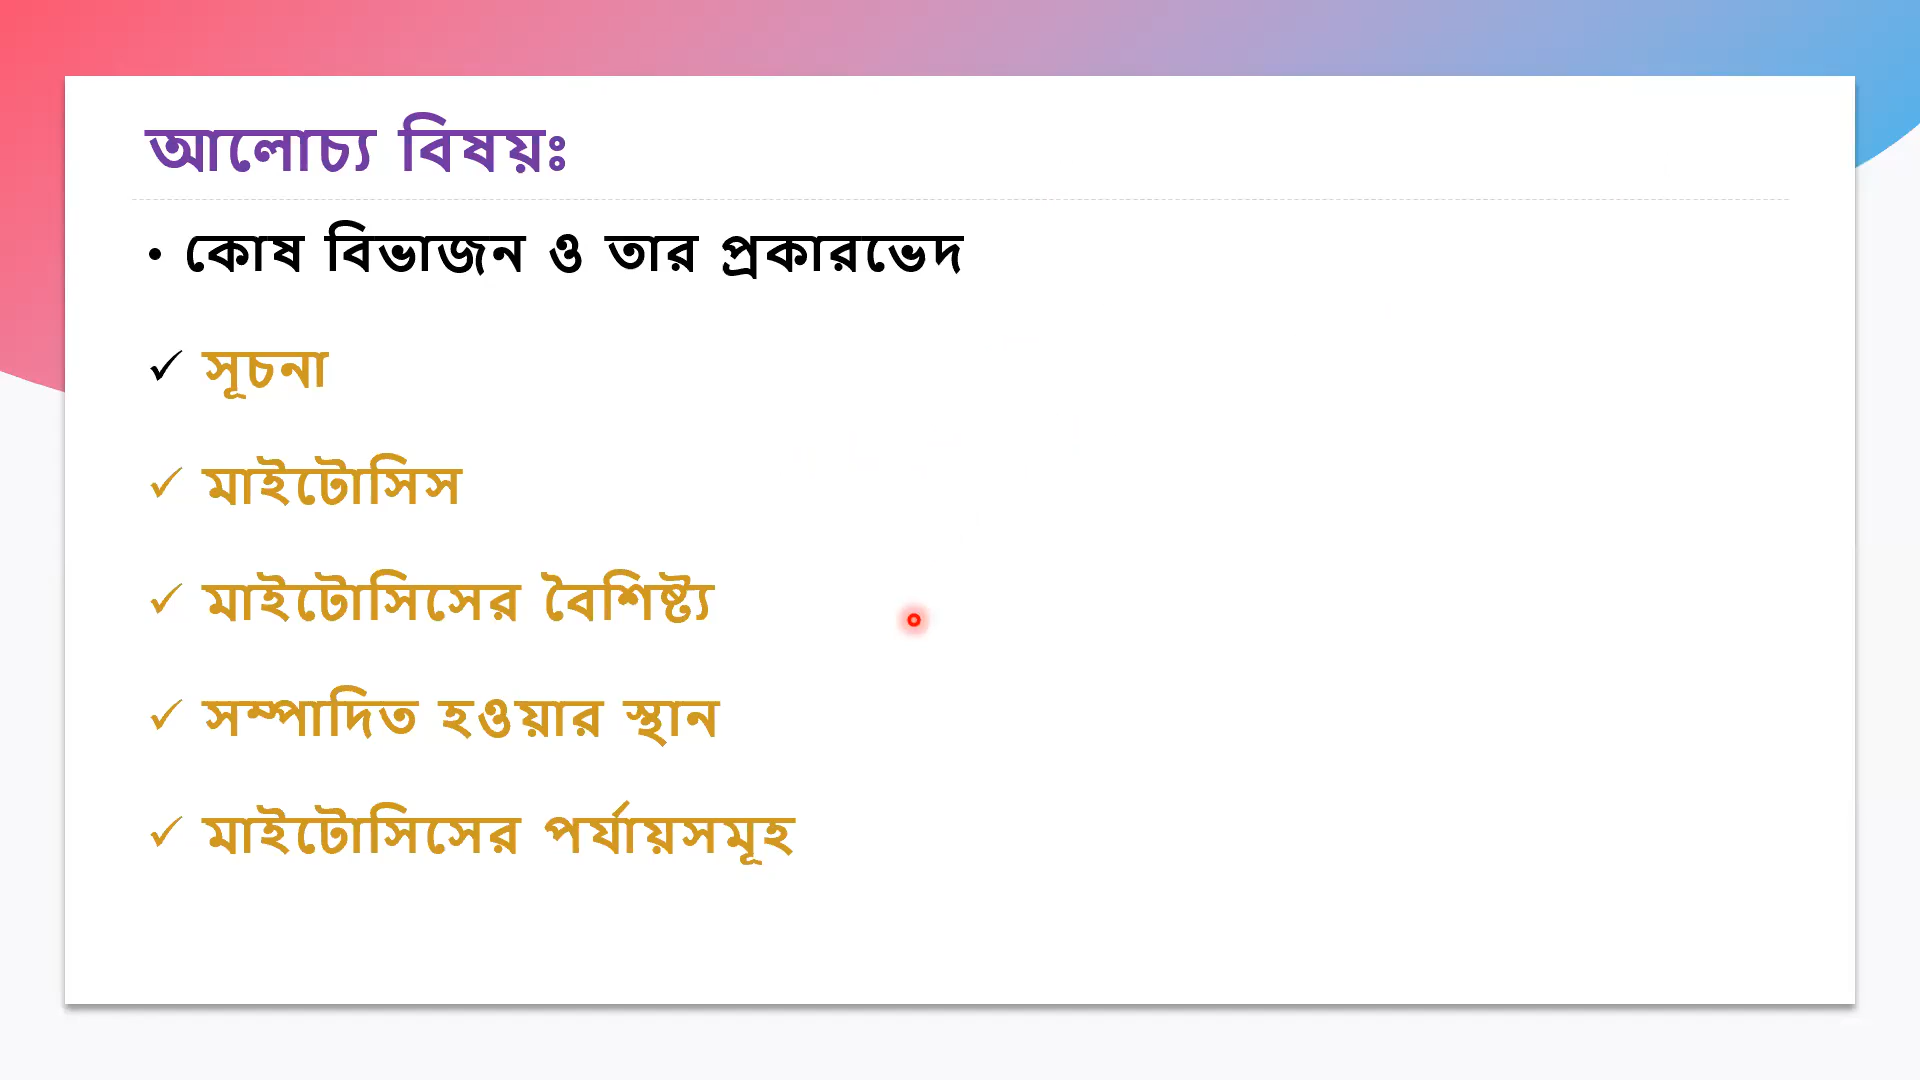 আলোচ্য বিষয়ঃ
• কোষ বিভাজন ও তার প্রকারভেদ
✓ সূচনা
✓ মাইটোসিস
✓ মাইটোসিসের বৈশিষ্ট্য
✓ সম্পাদিত হওয়ার স্থান
✓ মাইটোসিসের পর্যায়সমূহ